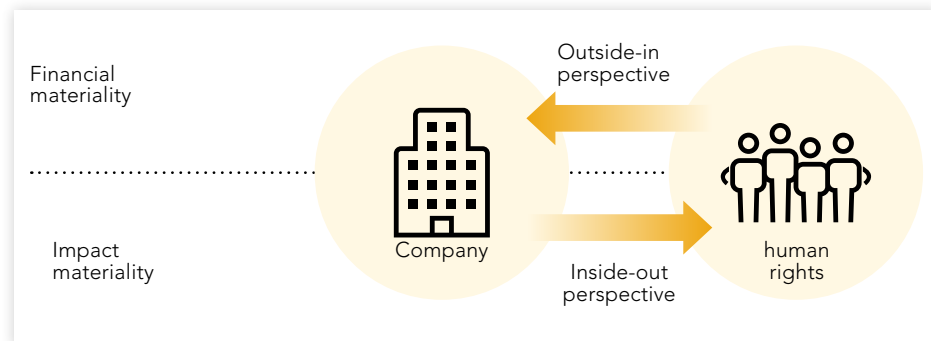 Financial
materiality
Outside-in
perspective
Company
human
rights
Impact
materiality
Inside-out
perspective